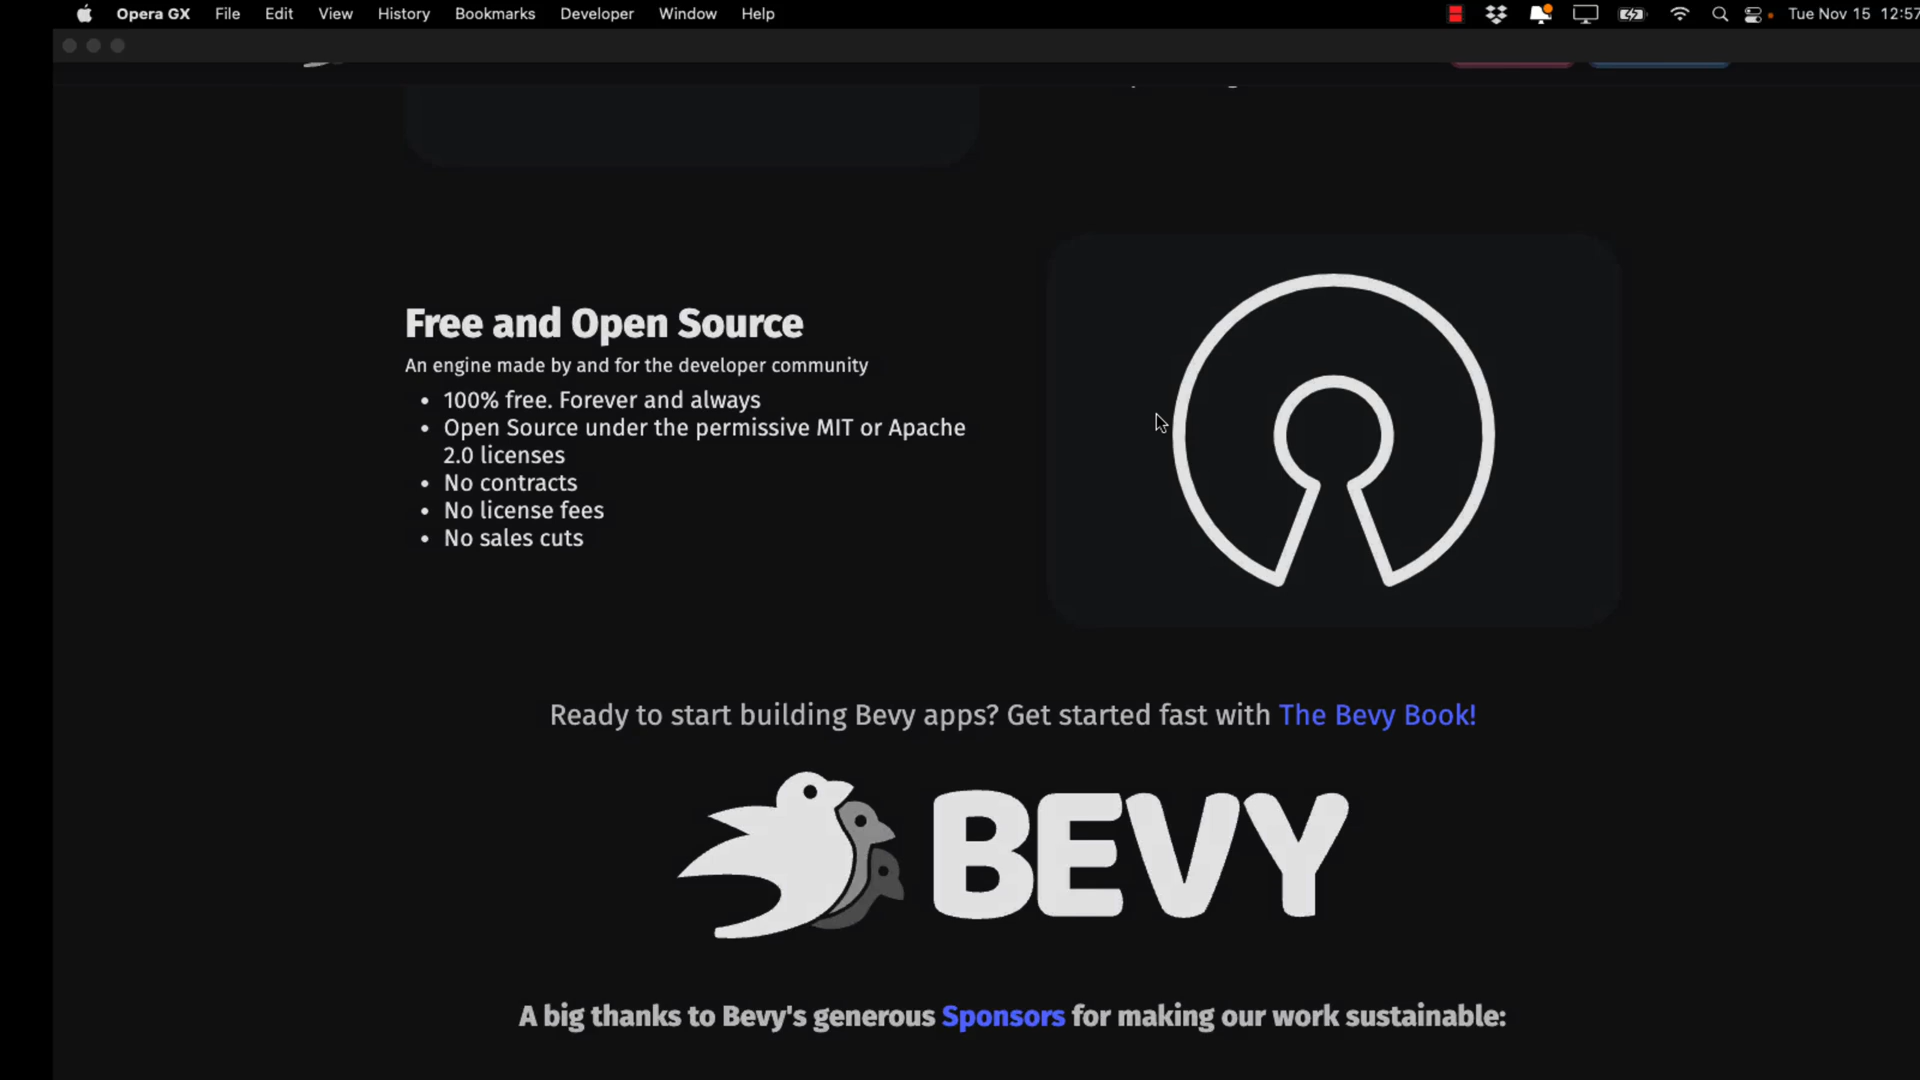 Opera GX File Edit View History Bookmarks Developer Window Help Tue Nov 15 12:57
Free and Open Source
An engine made by and for the developer community
• 100% free. Forever and always
• Open Source under the permissive MIT or Apache
2.0 licenses
• No contracts
• No license fees
• No sales cuts
Ready to start building Bevy apps? Get started fast with The Bevy Book!
BEVY
A big thanks to Bevy's generous Sponsors for making our work sustainable: